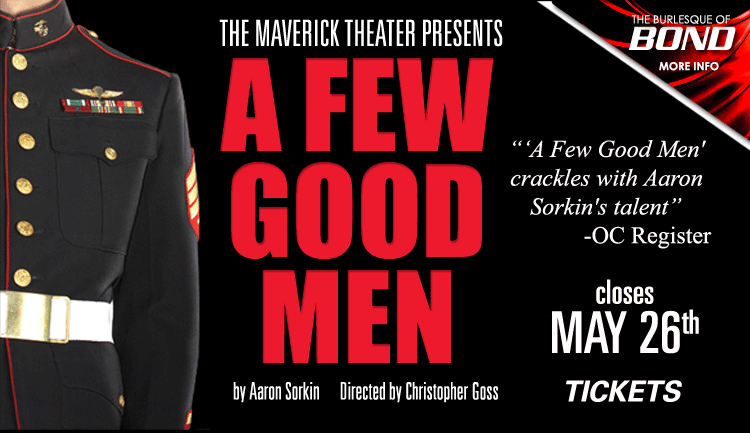 THE MAVERICK THEATER PRESENTS
A FEW
GOOD
MEN
by Aaron Sorkin Directed by Christopher Goss
THE BURLESQUE OF
BOND
MORE INFO
“‘A Few Good Men'
crackles with Aaron
Sorkin's talent”
-OC Register
closes
MAY 26th
TICKETS